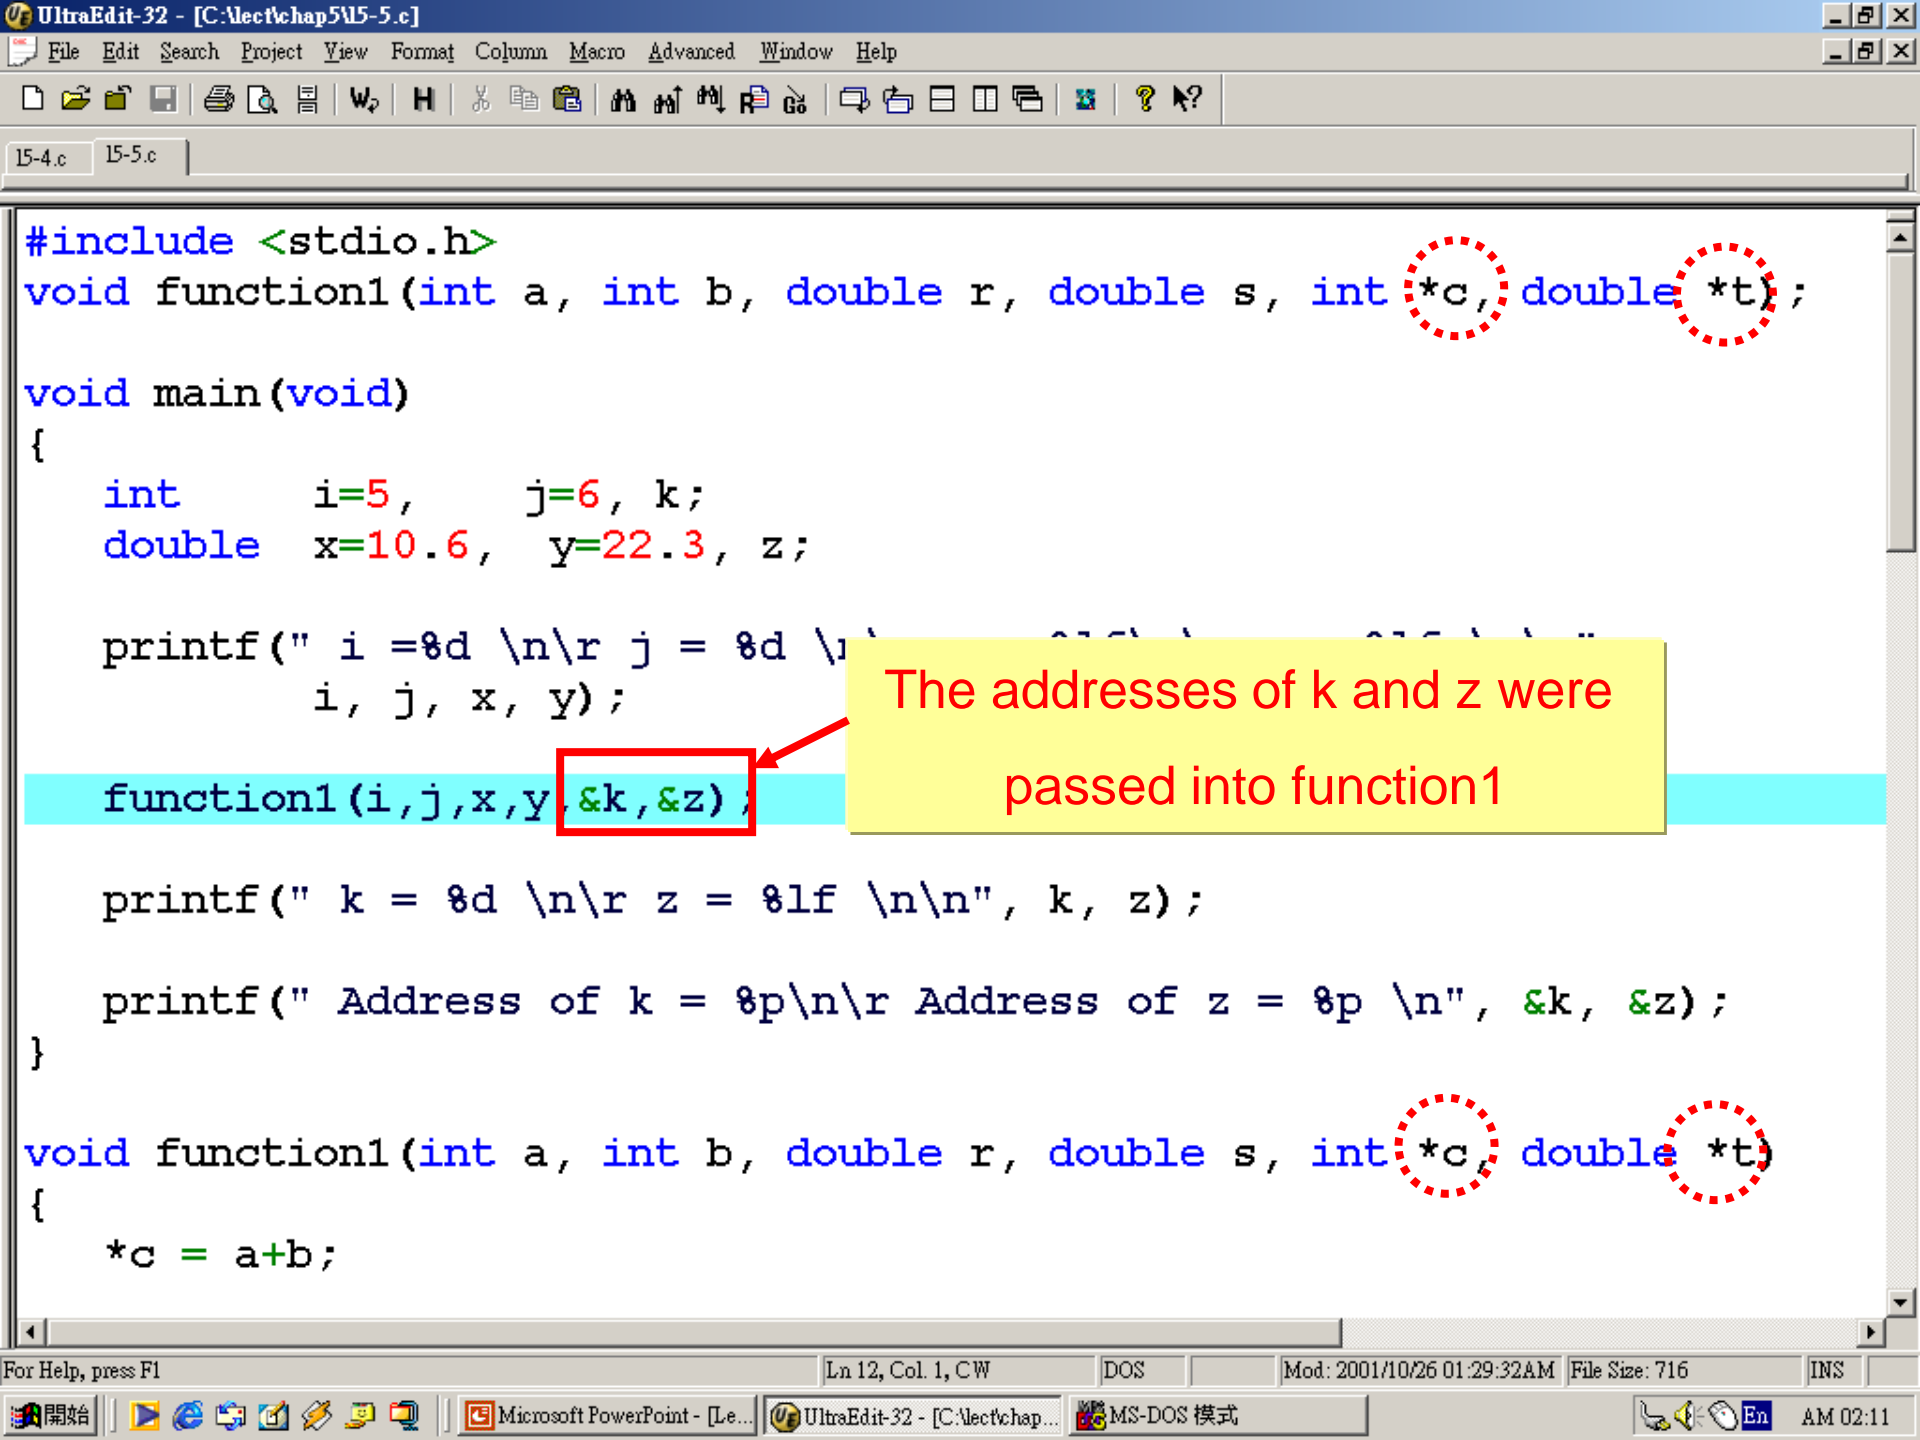 UltraEdit-32 - [C:\lect\chap5\l5-5.c]
File Edit Search Project View Format Column Macro Advanced Window Help
l5-4.c l5-5.c
#include <stdio.h>
void function1(int a, int b, double r, double s, int *c, double *t);
void main(void)
{
int i=5, j=6, k;
double x=10.6, y=22.3, z;
printf(" i =%d \n\r j = %d
i, j, x, y);
The addresses of k and z were
passed into function1
function1(i,j,x,y,&k,&z);
printf(" k = %d \n\r z = %lf \n\n", k, z);
printf(" Address of k = %p\n\r Address of z = %p \n", &k, &z);
}
void function1(int a, int b, double r, double s, int *c, double *t)
{
*c = a+b;
For Help, press F1 Ln 12, Col. 1, CW DOS Mod: 2001/10/26 01:29:32AM File Size: 716 INS
開始 Microsoft PowerPoint - [Le... UltraEdit-32 - [C:\lect\chap... MS-DOS 模式 En AM 02:11